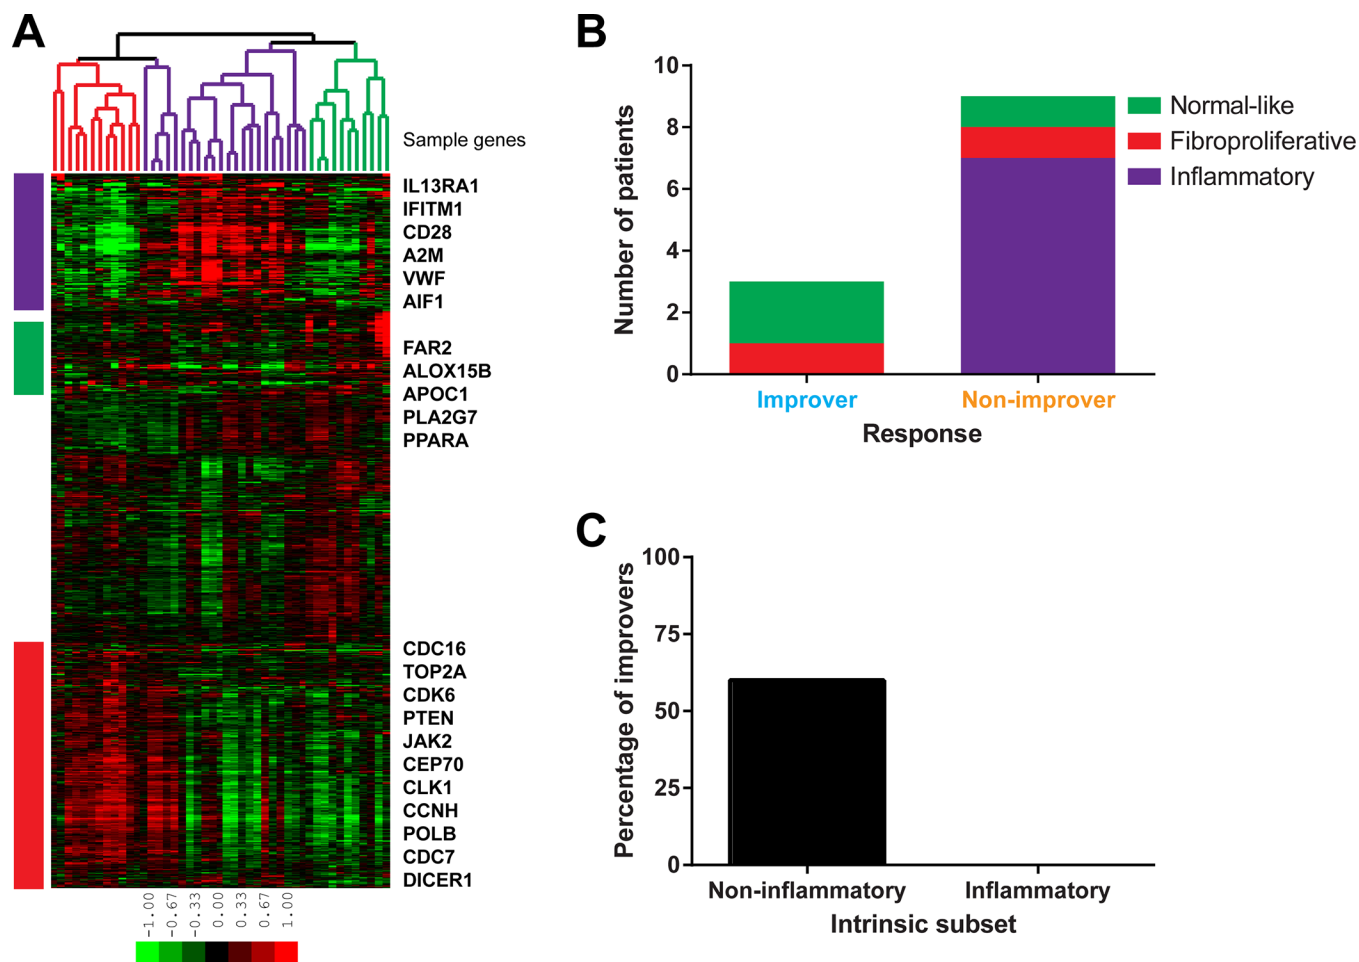 A
Sample genes
IL13RA1
IFITM1
CD28
A2M
VWF
AIF1
FAR2
ALOX15B
APOC1
PLA2G7
PPARA
CDC16
TOP2A
CDK6
PTEN
JAK2
CEP70
CLK1
CCNH
POLB
CDC7
DICER1
-1.00
-0.67
-0.33
0.00
0.33
0.67
1.00
B
Number of patients
10
8
6
4
2
0
Improver
Non-improver
Response
Normal-like
Fibroproliferative
Inflammatory
C
Percentage of improvers
100
75
50
25
0
Non-inflammatory
Inflammatory
Intrinsic subset